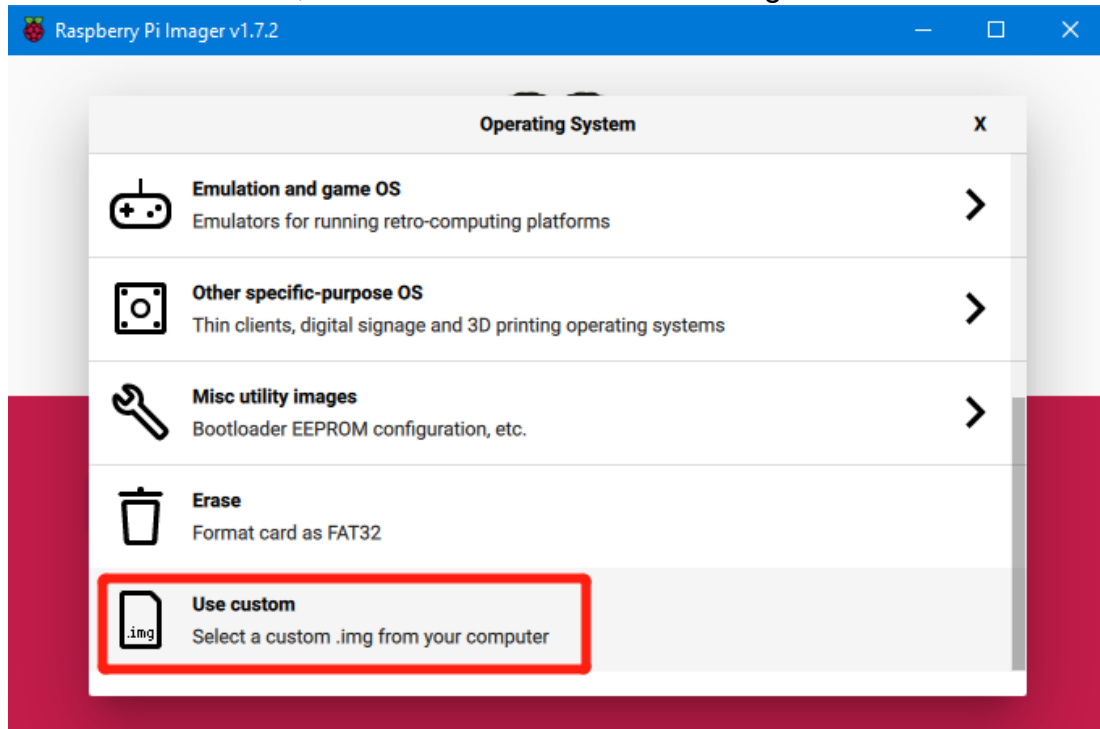 Raspberry Pi Imager v1.7.2
Operating System X
Emulation and game OS
Emulators for running retro-computing platforms
Other specific-purpose OS
Thin clients, digital signage and 3D printing operating systems
Misc utility images
Bootloader EEPROM configuration, etc.
Erase
Format card as FAT32
Use custom
.img
Select a custom .img from your computer